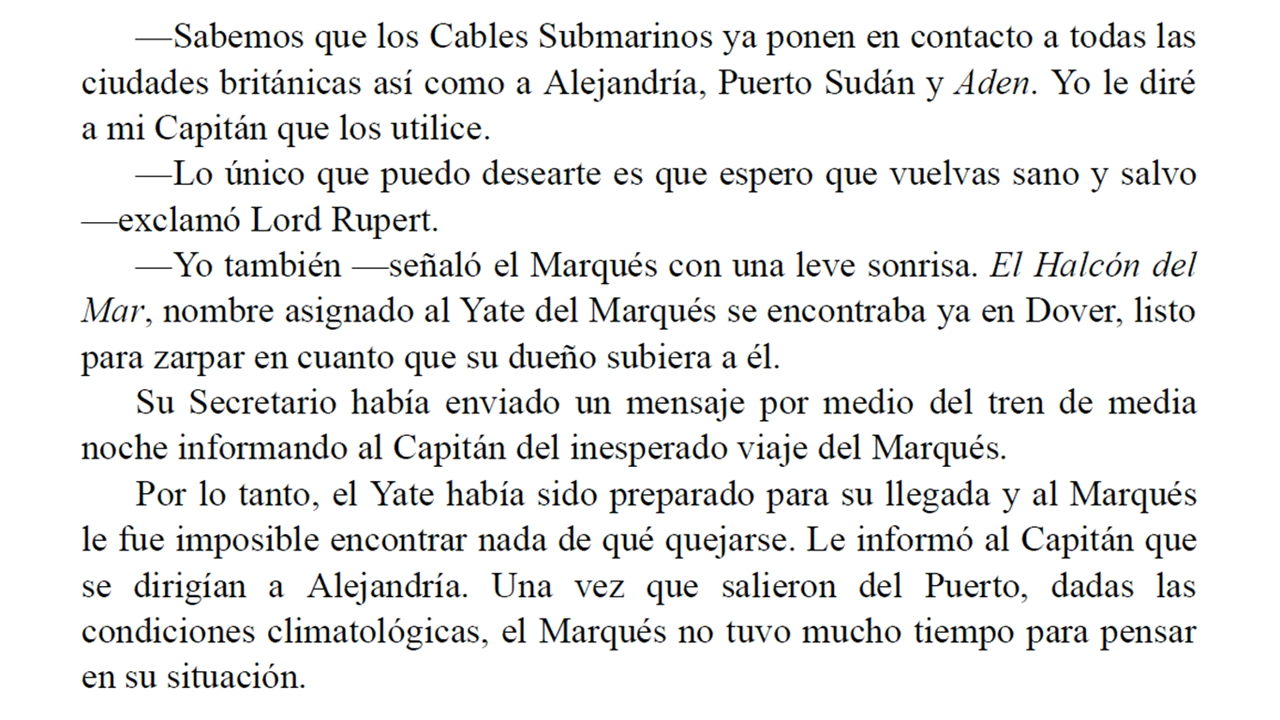 —Sabemos que los Cables Submarinos ya ponen en contacto a todas las
ciudades británicas así como a Alejandría, Puerto Sudán y Aden. Yo le diré
a mi Capitán que los utilice.
—Lo único que puedo desearte es que espero que vuelvas sano y salvo
—exclamó Lord Rupert.
—Yo también —señaló el Marqués con una leve sonrisa. El Halcón del
Mar, nombre asignado al Yate del Marqués se encontraba ya en Dover, listo
para zarpar en cuanto que su dueño subiera a él.
Su Secretario había enviado un mensaje por medio del tren de media
noche informando al Capitán del inesperado viaje del Marqués.
Por lo tanto, el Yate había sido preparado para su llegada y al Marqués
le fue imposible encontrar nada de qué quejarse. Le informó al Capitán que
se dirigían a Alejandría. Una vez que salieron del Puerto, dadas las
condiciones climatológicas, el Marqués no tuvo mucho tiempo para pensar
en su situación.